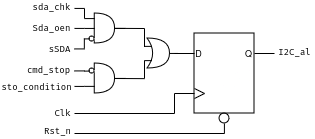 sda_chk
Sda_oen
sSDA
cmd_stop
sto_condition
Clk
Rst_n
D
Q
I2C_al